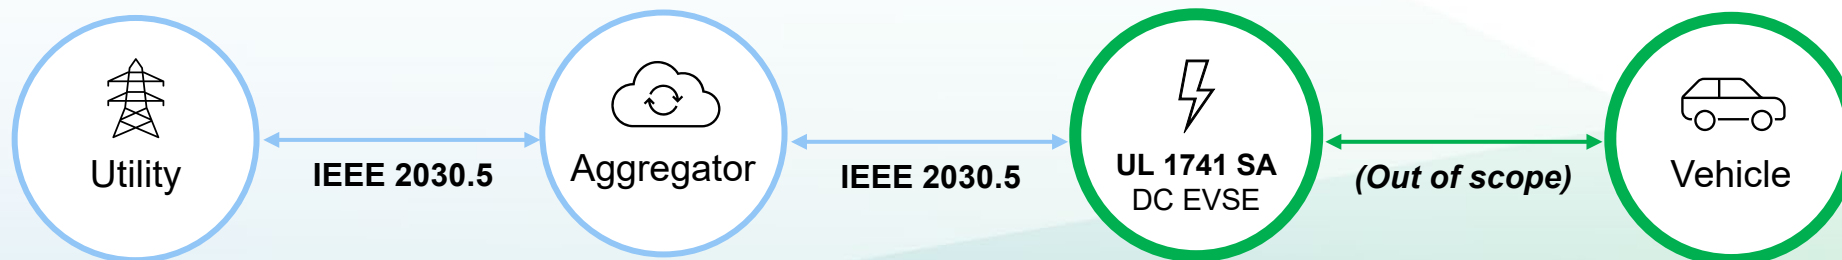 Utility
IEEE 2030.5
Aggregator
IEEE 2030.5
UL 1741 SA
DC EVSE
(Out of scope)
Vehicle